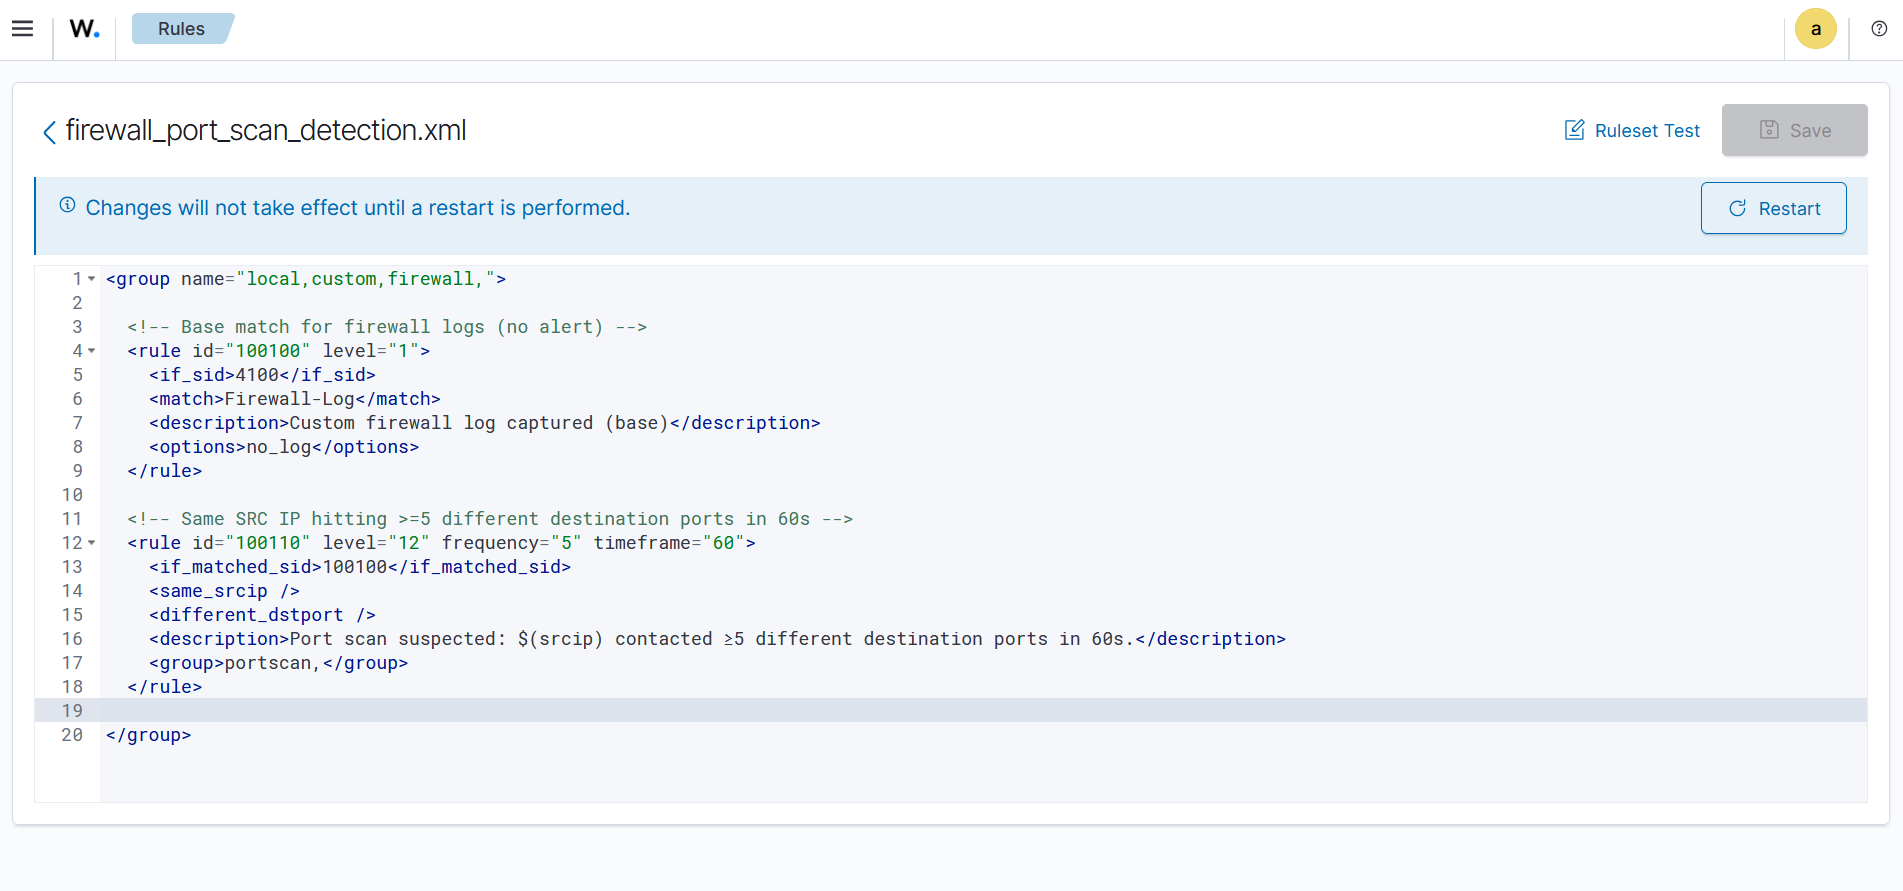 W.
Rules
a
firewall_port_scan_detection.xml
Ruleset Test
Save
Changes will not take effect until a restart is performed.
Restart
1 <group name="local,custom,firewall,">
2
3 <!-- Base match for firewall logs (no alert) -->
4 <rule id="100100" level="1">
5 <if_sid>4100</if_sid>
6 <match>Firewall-Log</match>
7 <description>Custom firewall log captured (base)</description>
8 <options>no_log</options>
9 </rule>
10
11 <!-- Same SRC IP hitting >=5 different destination ports in 60s -->
12 <rule id="100110" level="12" frequency="5" timeframe="60">
13 <if_matched_sid>100100</if_matched_sid>
14 <same_srcip />
15 <different_dstport />
16 <description>Port scan suspected: $(srcip) contacted ≥5 different destination ports in 60s.</description>
17 <group>portscan,</group>
18 </rule>
19
20 </group>